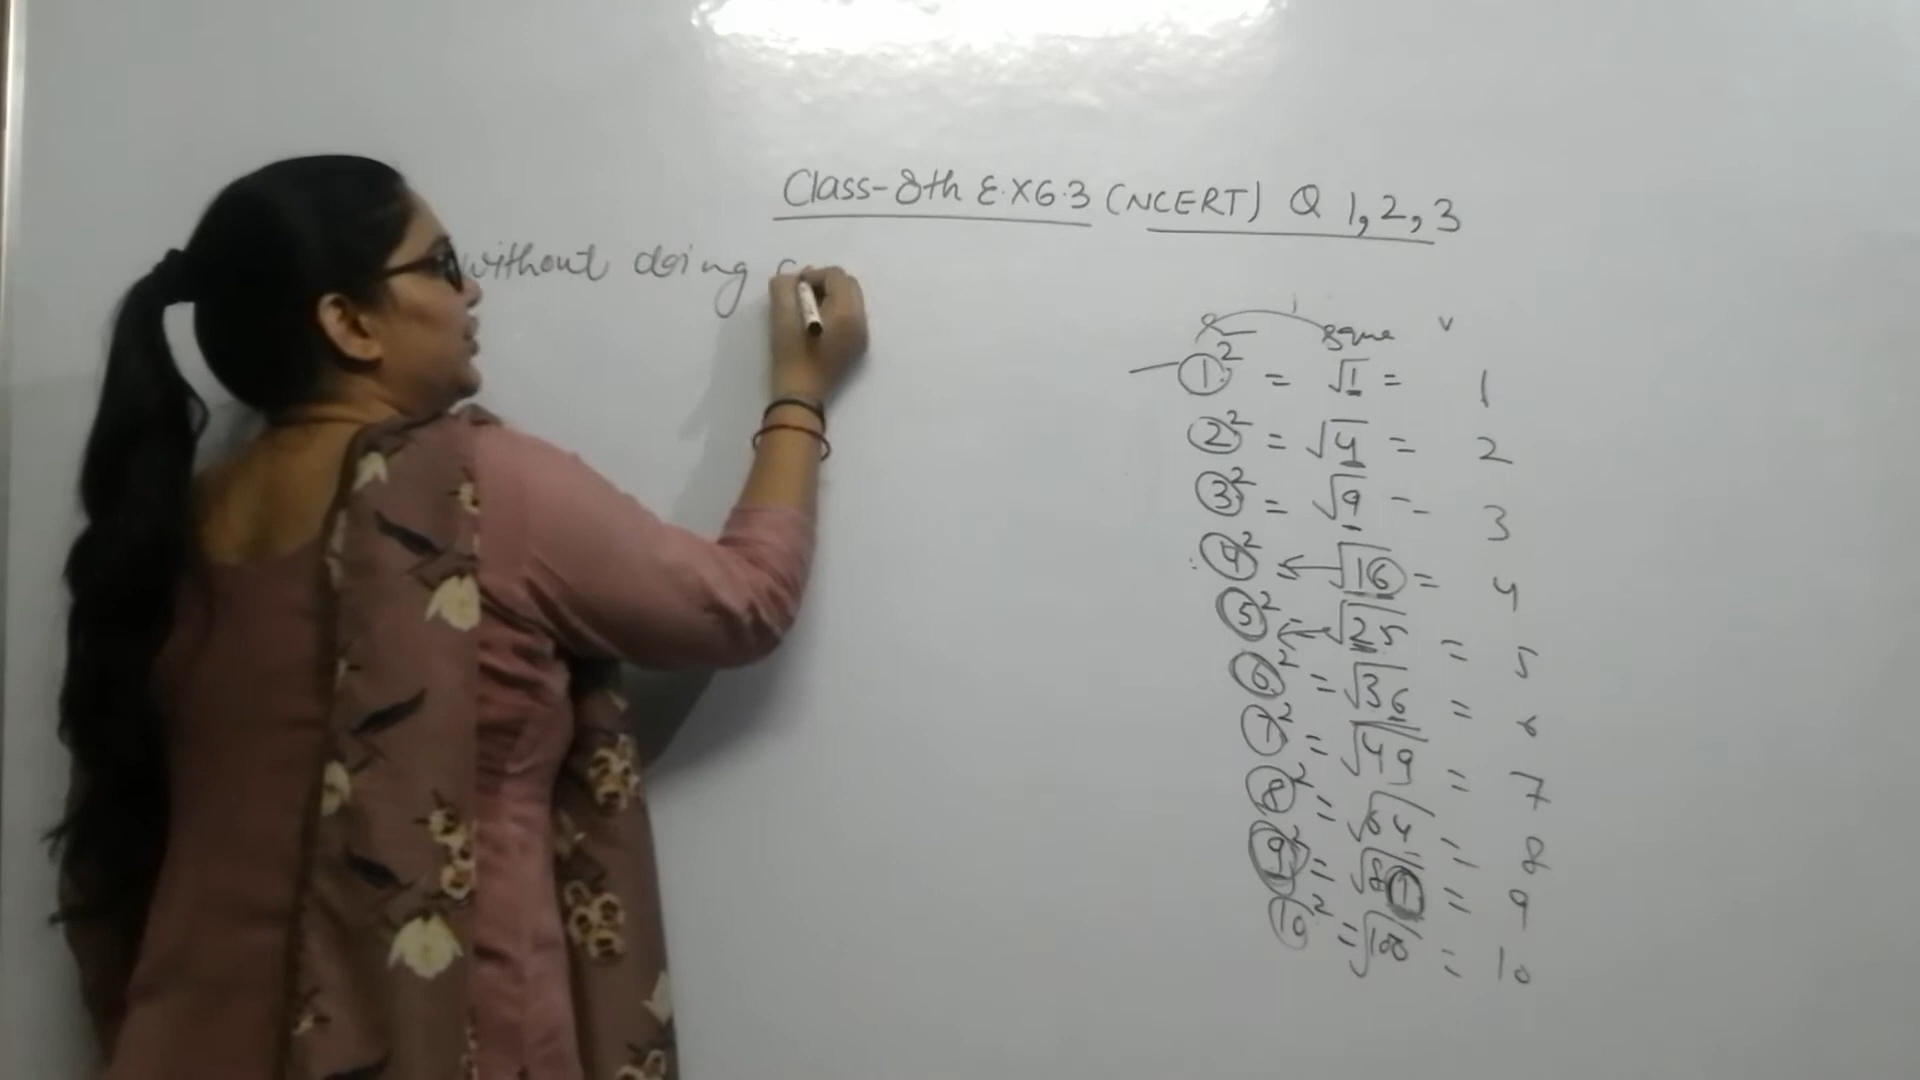 Class-8th E.X6.3 (NCERT) Q 1,2,3
without doing
1² = √1 = 1
2² = √4 = 2
3² = √9 = 3
4² ← √16 = 4
5² ← √25 = 5
6² = √36 = 6
7² = √49 = 7
8² = √64 = 8
9² = √81 = 9
10² = √100 = 10